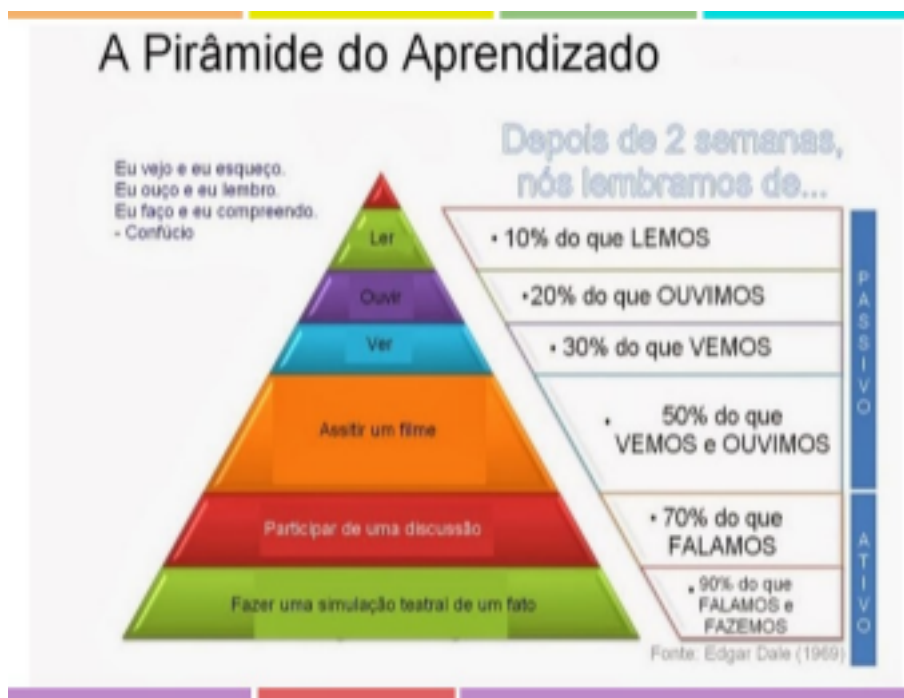 A Pirâmide do Aprendizado
Eu vejo e eu esqueço.
Eu ouço e eu lembro.
Eu faço e eu compreendo.
- Confúcio
Depois de 2 semanas,
nós lembramos de...
Ler
• 10% do que LEMOS
Ouvir
•20% do que OUVIMOS
Ver
• 30% do que VEMOS
Assitir um filme
• 50% do que
VEMOS e OUVIMOS
Participar de uma discussão
• 70% do que
FALAMOS
Fazer uma simulação teatral de um fato
• 90% do que
FALAMOS e
FAZEMOS
PASSIVO
ATIVO
Fonte: Edgar Dale (1969)